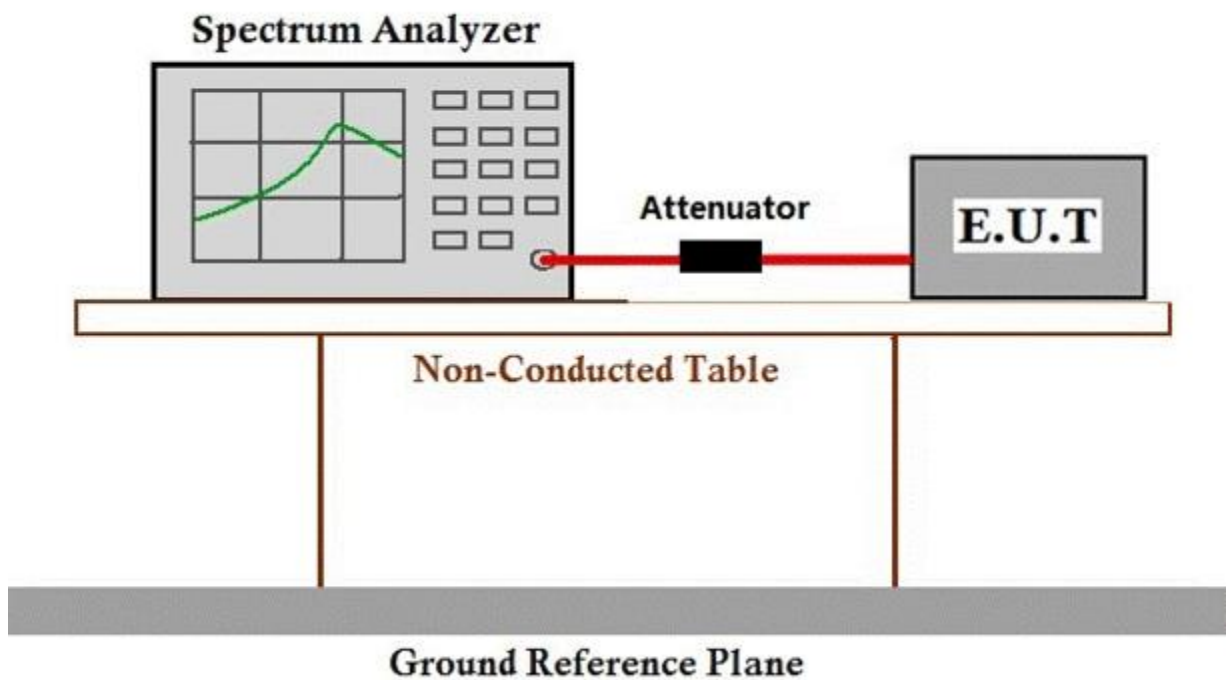 Spectrum Analyzer
Attenuator
E.U.T
Non-Conducted Table
Ground Reference Plane